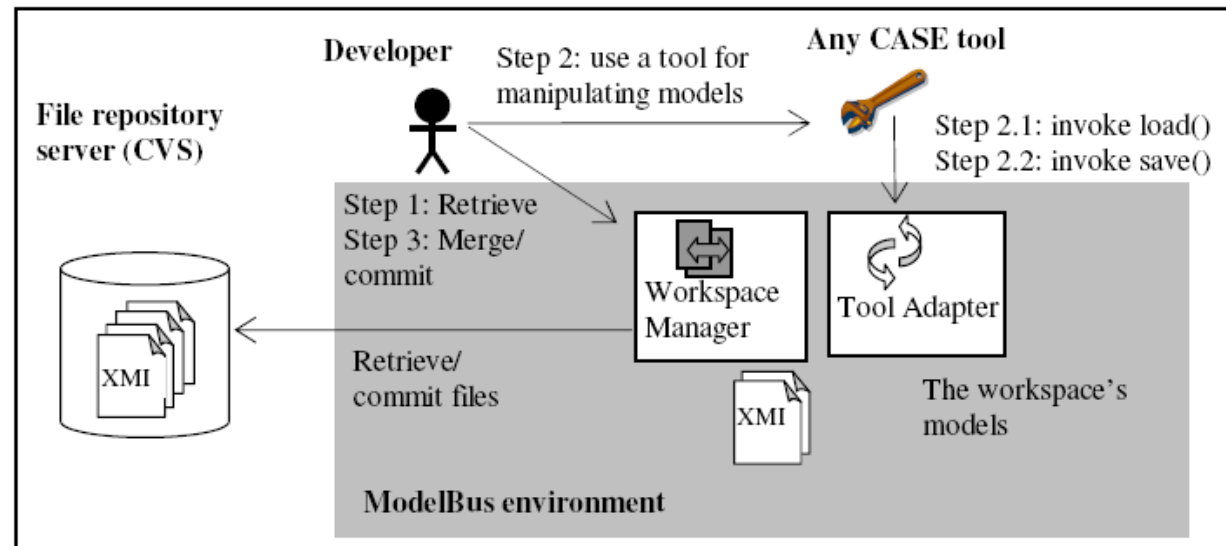 Developer
Any CASE tool
Step 2: use a tool for
manipulating models
File repository
server (CVS)
Step 2.1: invoke load()
Step 2.2: invoke save()
Step 1: Retrieve
Step 3: Merge/
commit
Workspace
Manager
Tool Adapter
XMI
Retrieve/
commit files
XMI
The workspace's
models
ModelBus environment